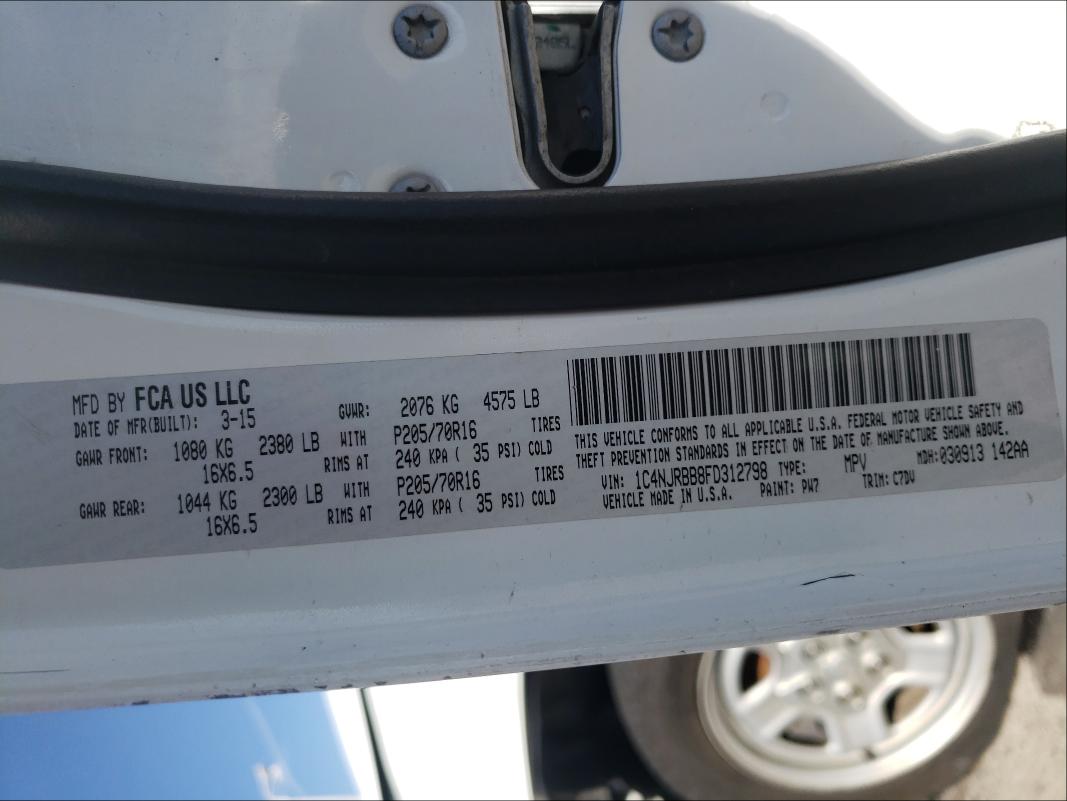 MFD BY FCA US LLC
DATE OF MFR(BUILT): 3-15 GVWR: 2076 KG 4575 LB
GAWR FRONT: 1080 KG 2380 LB WITH P205/70R16 TIRES
16X6.5 RIMS AT 240 KPA ( 35 PSI) COLD
GAWR REAR: 1044 KG 2300 LB WITH P205/70R16 TIRES
16X6.5 RIMS AT 240 KPA ( 35 PSI) COLD
THIS VEHICLE CONFORMS TO ALL APPLICABLE U.S.A. FEDERAL MOTOR VEHICLE SAFETY AND
THEFT PREVENTION STANDARDS IN EFFECT ON THE DATE OF MANUFACTURE SHOWN ABOVE.
VIN: 1C4NJRBB8FD312798 TYPE: MPV MDH: 030913 142AA
VEHICLE MADE IN U.S.A. PAINT: PW7 TRIM: C7DV